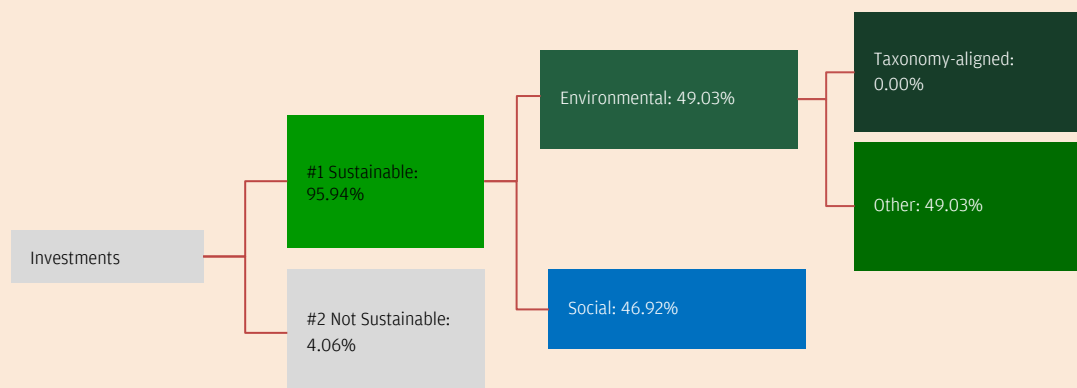 Investments
#1 Sustainable:
95.94%
#2 Not Sustainable:
4.06%
Environmental: 49.03%
Social: 46.92%
Taxonomy-aligned:
0.00%
Other: 49.03%